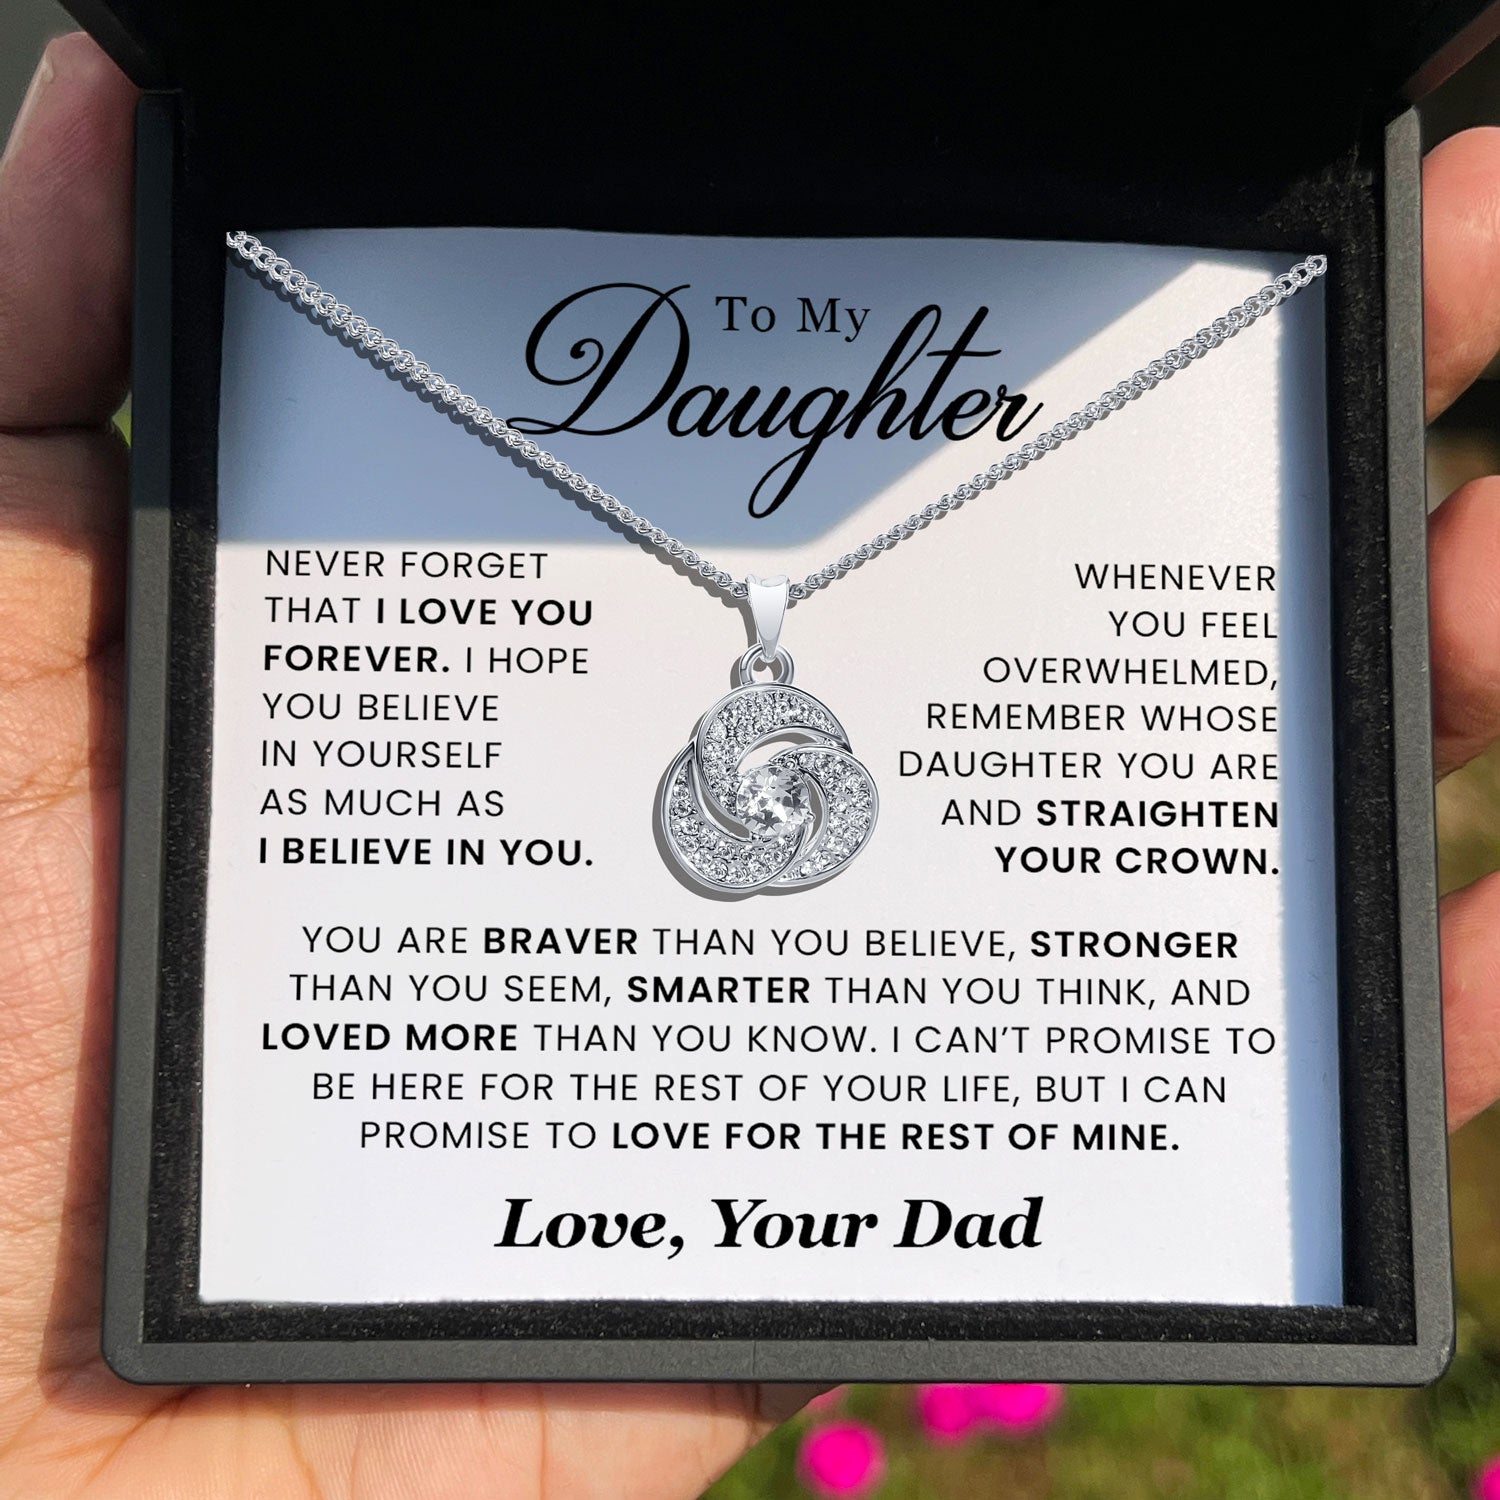 To My
Daughter
NEVER FORGET
THAT I LOVE YOU
FOREVER. I HOPE
YOU BELIEVE
IN YOURSELF
AS MUCH AS
I BELIEVE IN YOU.
WHENEVER
YOU FEEL
OVERWHELMED,
REMEMBER WHOSE
DAUGHTER YOU ARE
AND STRAIGHTEN
YOUR CROWN.
YOU ARE BRAVER THAN YOU BELIEVE, STRONGER
THAN YOU SEEM, SMARTER THAN YOU THINK, AND
LOVED MORE THAN YOU KNOW. I CAN’T PROMISE TO
BE HERE FOR THE REST OF YOUR LIFE, BUT I CAN
PROMISE TO LOVE FOR THE REST OF MINE.
Love, Your Dad